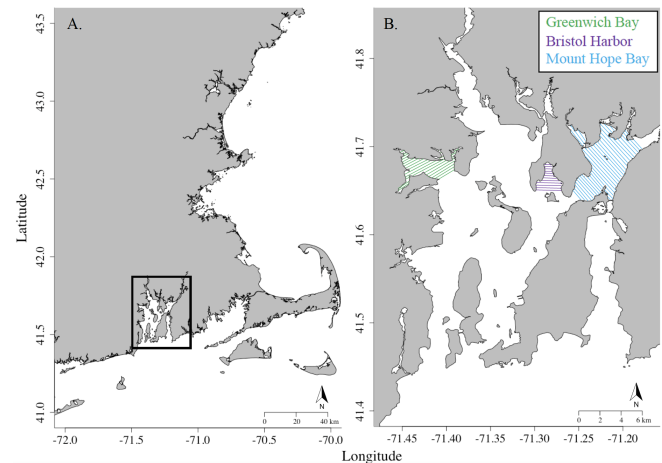 A.
B.
Greenwich Bay
Bristol Harbor
Mount Hope Bay
Latitude
43.5
43.0
42.5
42.0
41.5
41.0
41.8
41.7
41.6
41.5
41.4
N
0 20 40 km
N
0 2 4 6 km
-72.0 -71.5 -71.0 -70.5 -70.0
-71.45 -71.40 -71.35 -71.30 -71.25 -71.20
Longitude